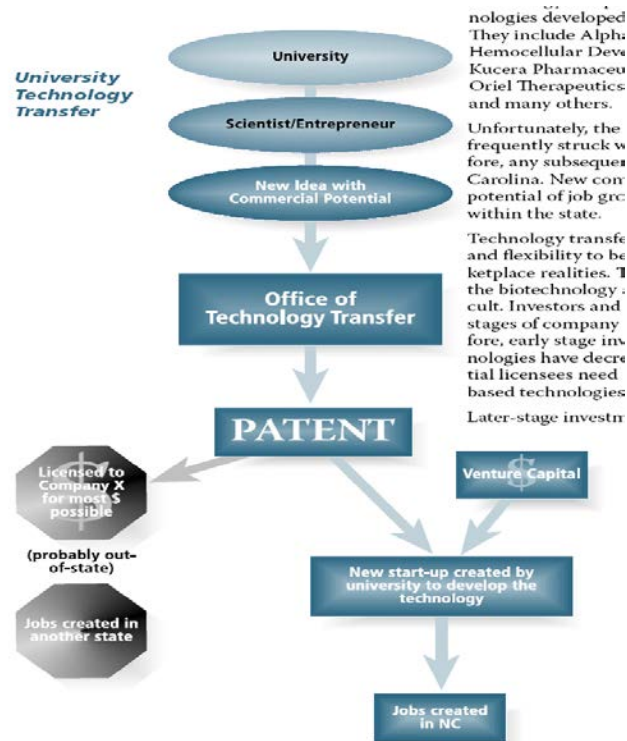 University
Technology
Transfer
University
Scientist/Entrepreneur
New Idea with
Commercial Potential
Office of
Technology Transfer
PATENT
Licensed to
Company X
for most $
possible
(probably out-
of-state)
Jobs created in
another state
$
Venture Capital
New start-up created by
university to develop the
technology
Jobs created
in NC
nologies developed
They include Alpha
Hemocellular Deve
Kucera Pharmaceu
Oriel Therapeutics
and many others.
Unfortunately, the
frequently struck w
fore, any subsequen
Carolina. New com
potential of job gro
within the state.
Technology transfe
and flexibility to be
ketplace realities. T
the biotechnology a
cult. Investors and
stages of company
fore, early stage inv
nologies have decre
tial licensees need
based technologies
Later-stage investm